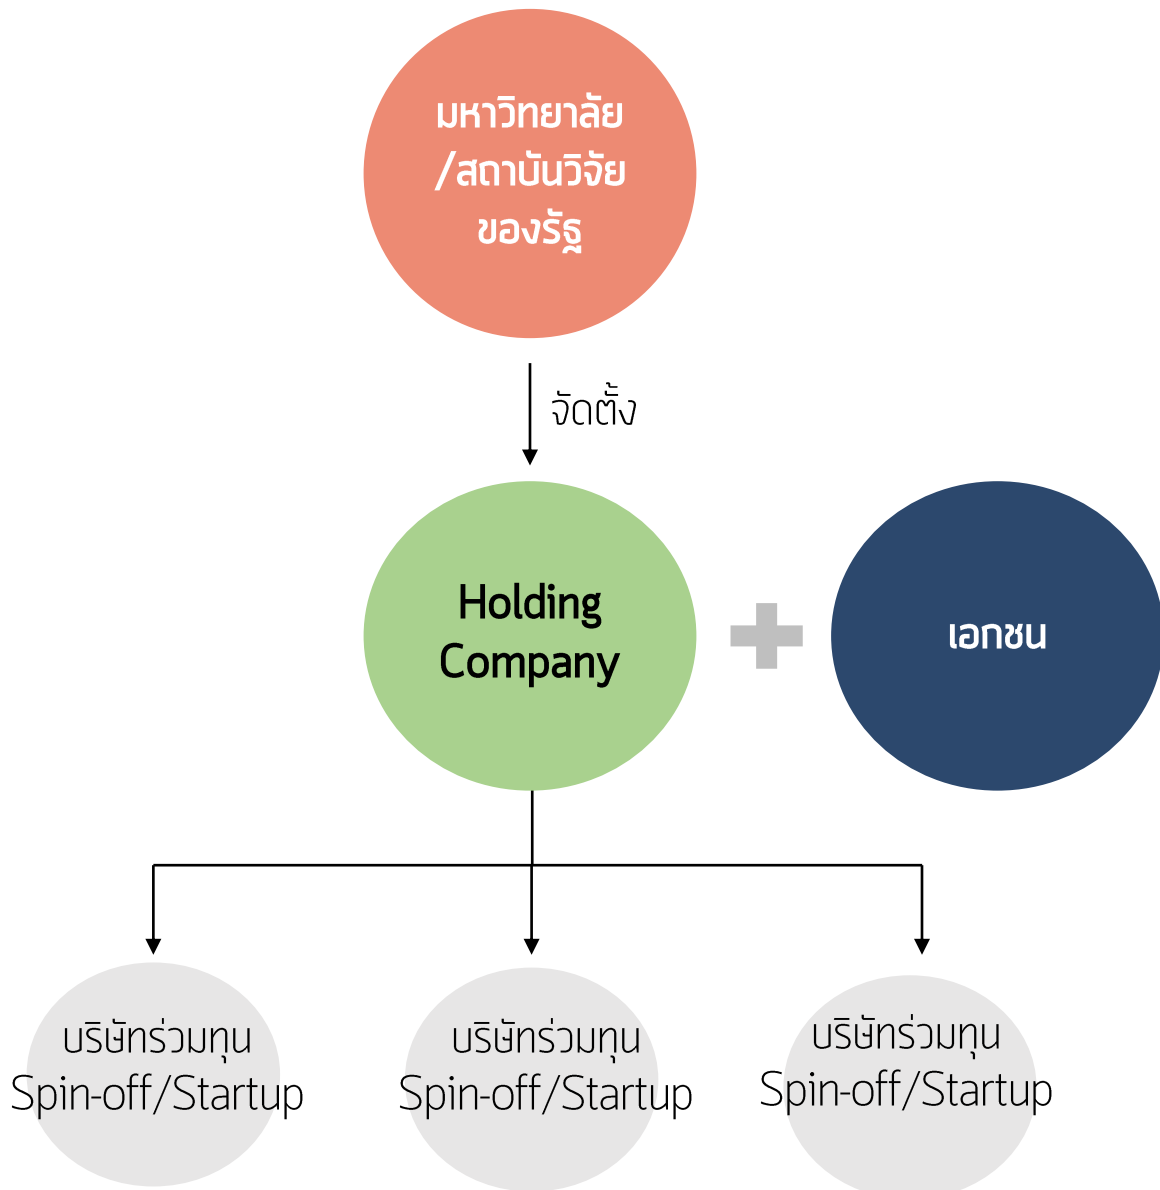 มหาวิทยาลัย
/สถาบันวิจัย
ของรัฐ
จัดตั้ง
Holding
Company
เอกชน
บริษัทร่วมทุน
Spin-off/Startup
บริษัทร่วมทุน
Spin-off/Startup
บริษัทร่วมทุน
Spin-off/Startup